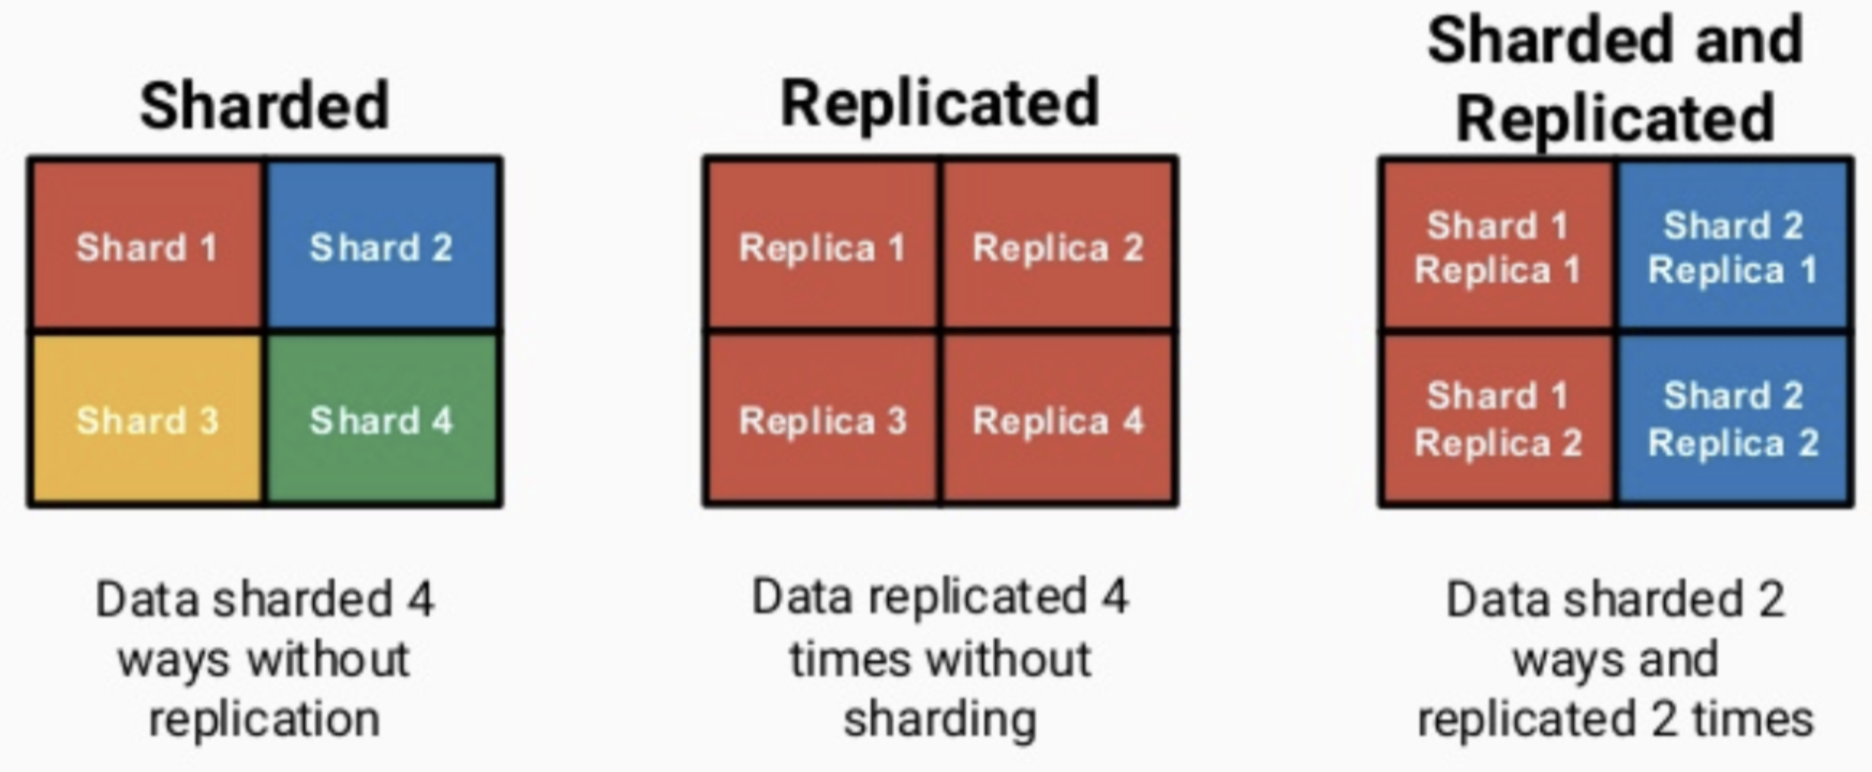 Sharded
Shard 1
Shard 2
Shard 3
Shard 4
Data sharded 4
ways without
replication
Replicated
Replica 1
Replica 2
Replica 3
Replica 4
Data replicated 4
times without
sharding
Sharded and
Replicated
Shard 1
Replica 1
Shard 2
Replica 1
Shard 1
Replica 2
Shard 2
Replica 2
Data sharded 2
ways and
replicated 2 times